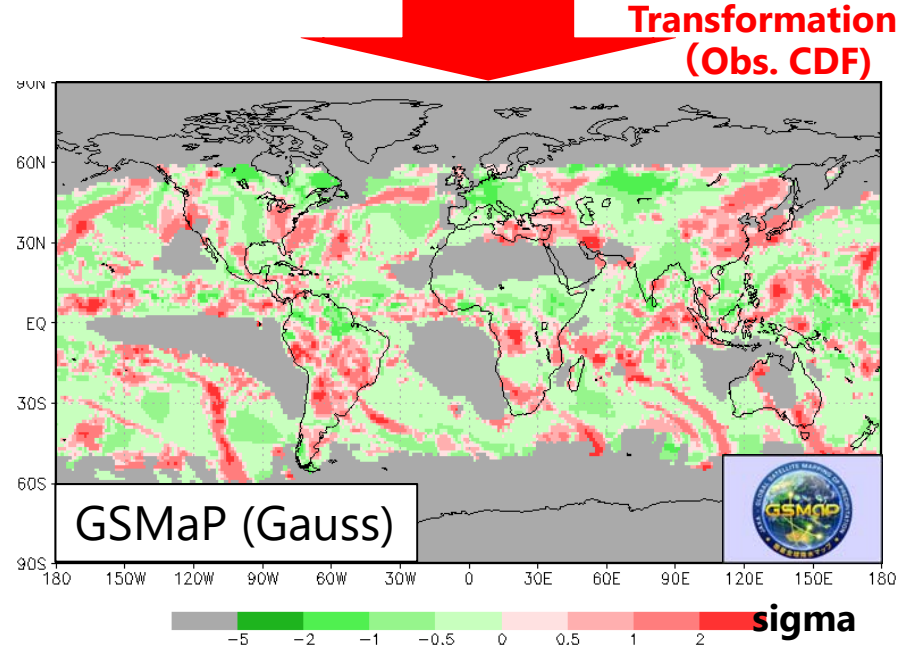 Transformation
（Obs. CDF)
90N
60N
30N
EQ
30S
60S
90S
GSMaP (Gauss)
GSMaP
180 150W 120W 90W 60W 30W 0 30E 60E 90E 120E 150E 180
-5 -2 -1 -0.5 0 0.5 1 2 sigma